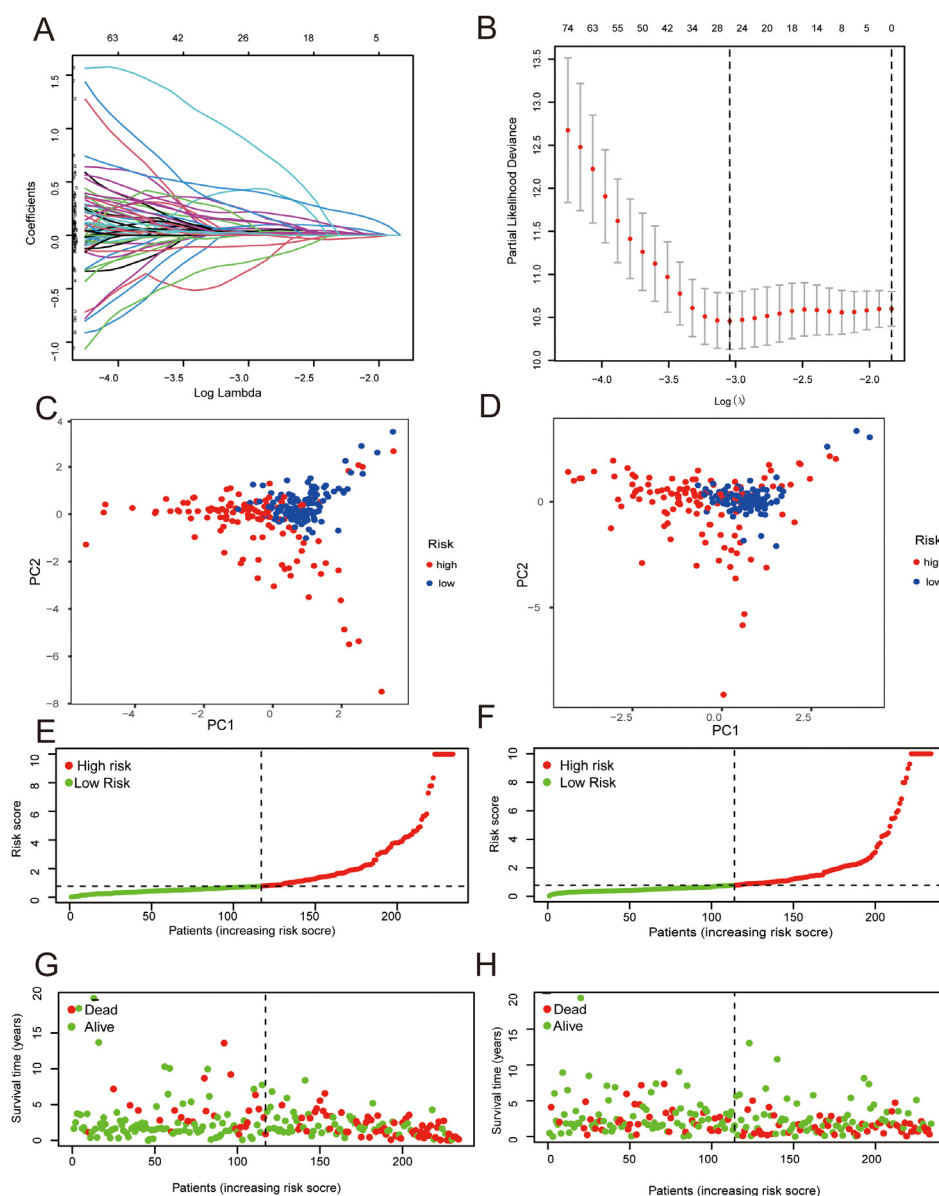 A
63 42 26 18 5
Coefficients
1.5
1.0
0.5
0.0
−0.5
−1.0
−4.0 −3.5 −3.0 −2.5 −2.0
Log Lambda
B
74 63 55 50 42 34 28 24 20 18 14 8 5 0
Partial Likelihood Deviance
13.5
13.0
12.5
12.0
11.5
11.0
10.5
10.0
−4.0 −3.5 −3.0 −2.5 −2.0
Log (λ)
C
PC2
4
2
0
−2
−4
−6
−8
−4 −2 0 2
PC1
Risk
high
low
D
PC2
0
−5
−2.5 0.0 2.5
PC1
Risk
hig
low
E
Risk score
10
8
6
4
2
0
High risk
Low Risk
0 50 100 150 200
Patients (increasing risk socre)
F
Risk score
10
8
6
4
2
0
High risk
Low Risk
0 50 100 150 200
Patients (increasing risk socre)
G
Survival time (years)
20
15
10
5
0
Dead
Alive
0 50 100 150 200
Patients (increasing risk socre)
H
Survival time (years)
20
15
10
5
0
Dead
Alive
0 50 100 150 200
Patients (increasing risk socre)